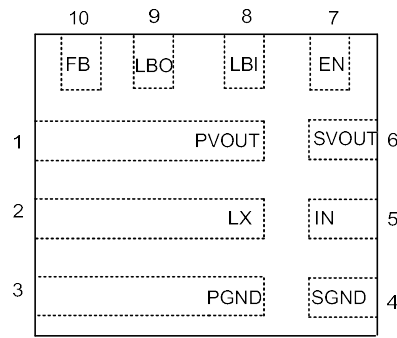 10 9 8 7
FB LBO LBI EN
1 PVOUT SVOUT 6
2 LX IN 5
3 PGND SGND 4